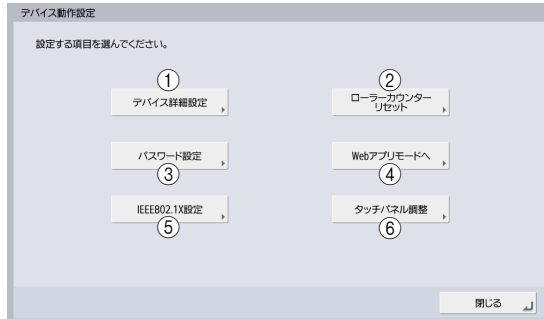 デバイス動作設定
設定する項目を選んでください。
① ②
デバイス詳細設定
ローラーカウンター
リセット
パスワード設定
Webアプリモードへ
③ ④
IEEE802.1X設定
タッチパネル調整
⑤ ⑥
閉じる